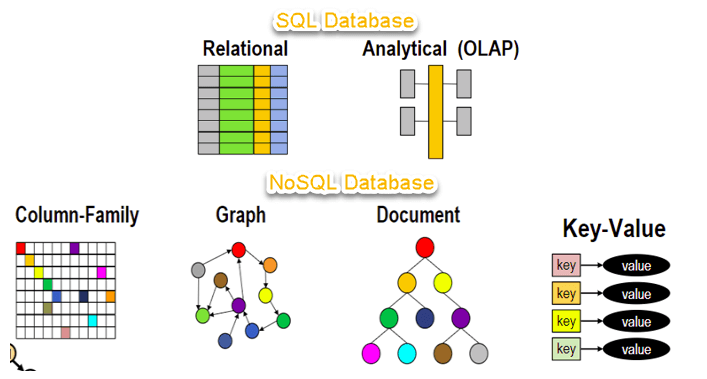 SQL Database
Relational
Analytical (OLAP)
NoSQL Database
Column-Family
Graph
Document
Key-Value
key value
key value
key value
key value